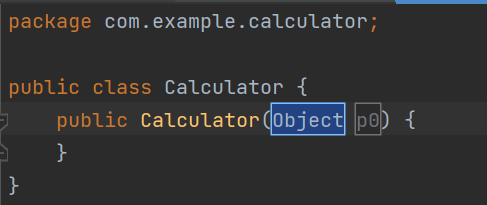 package com.example.calculator;
public class Calculator {
public Calculator(Object p0) {
}
}